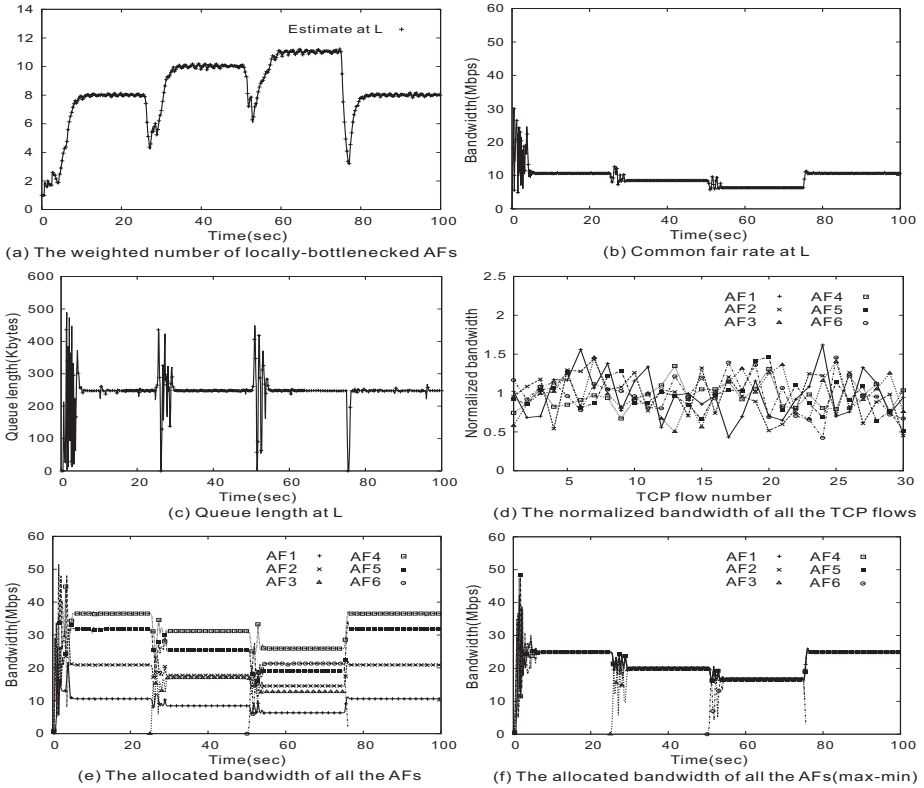 14
12
10
8
6
4
2
0
Estimate at L
0 20 40 60 80 100
Time(sec)
(a) The weighted number of locally-bottlenecked AFs
Bandwidth(Mbps)
60
50
40
30
20
10
0
0 20 40 60 80 100
Time(sec)
(b) Common fair rate at L
Queue length(Kbytes)
600
500
400
300
200
100
0
0 20 40 60 80 100
Time(sec)
(c) Queue length at L
Normalized bandwidth
2.5
2
1.5
1
0.5
0
AF1 AF4
AF2 AF5
AF3 AF6
5 10 15 20 25 30
TCP flow number
(d) The normalized bandwidth of all the TCP flows
Bandwidth(Mbps)
60
50
40
30
20
10
0
AF1 AF4
AF2 AF5
AF3 AF6
0 20 40 60 80 100
Time(sec)
(e) The allocated bandwidth of all the AFs
Bandwidth(Mbps)
60
50
40
30
20
10
0
AF1 AF4
AF2 AF5
AF3 AF6
0 20 40 60 80 100
Time(sec)
(f) The allocated bandwidth of all the AFs(max-min)